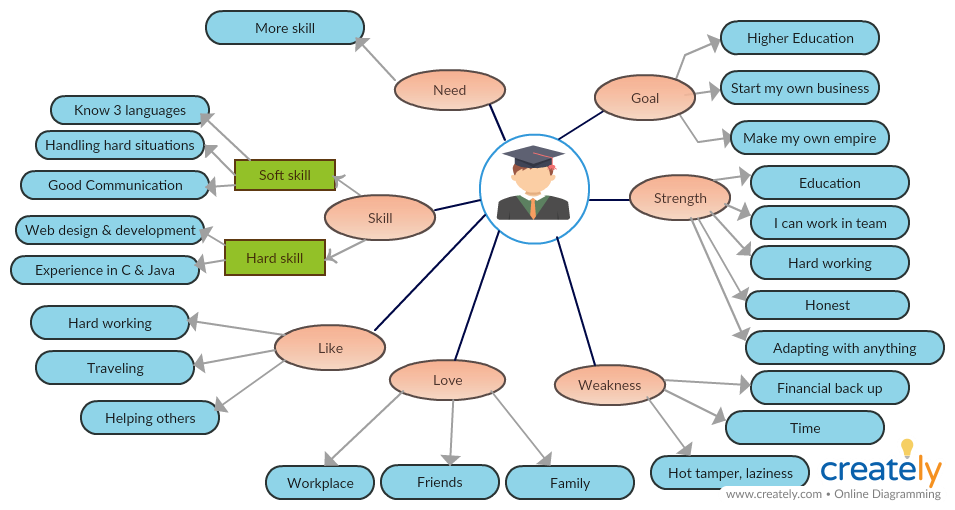 More skill
Need
Goal
Higher Education
Start my own business
Make my own empire
Know 3 languages
Handling hard situations
Good Communication
Soft skill
Skill
Web design & development
Hard skill
Experience in C & Java
Strength
Education
I can work in team
Hard working
Honest
Adapting with anything
Like
Hard working
Traveling
Helping others
Love
Workplace
Friends
Family
Weakness
Financial back up
Time
Hot tamper, laziness
creately
www.creately.com • Online Diagramming